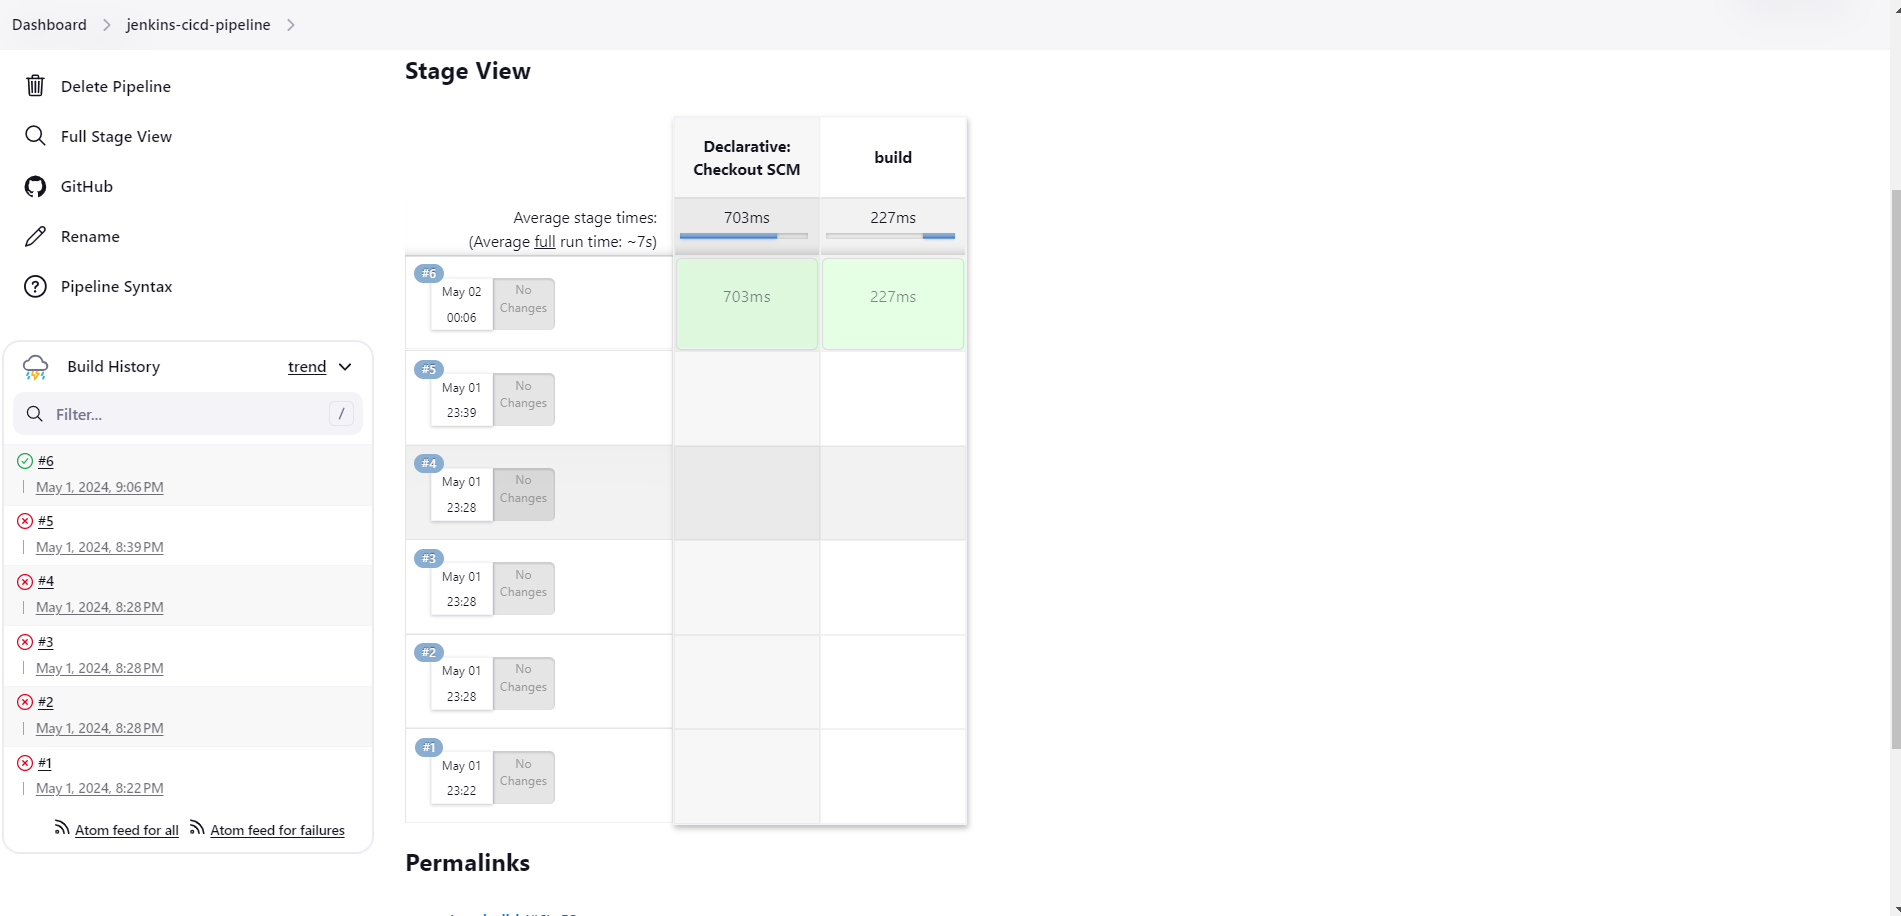 Dashboard
jenkins-cicd-pipeline
Delete Pipeline
Full Stage View
GitHub
Rename
Pipeline Syntax
Build History
trend
Filter...
/
#6
May 1, 2024, 9:06 PM
#5
May 1, 2024, 8:39 PM
#4
May 1, 2024, 8:28 PM
#3
May 1, 2024, 8:28 PM
#2
May 1, 2024, 8:28 PM
#1
May 1, 2024, 8:22 PM
Atom feed for all
Atom feed for failures
Stage View
Declarative:
Checkout SCM
build
Average stage times:
(Average full run time: ~7s)
703ms
227ms
#6
May 02
00:06
No
Changes
703ms
227ms
#5
May 01
23:39
No
Changes
#4
May 01
23:28
No
Changes
#3
May 01
23:28
No
Changes
#2
May 01
23:28
No
Changes
#1
May 01
23:22
No
Changes
Permalinks